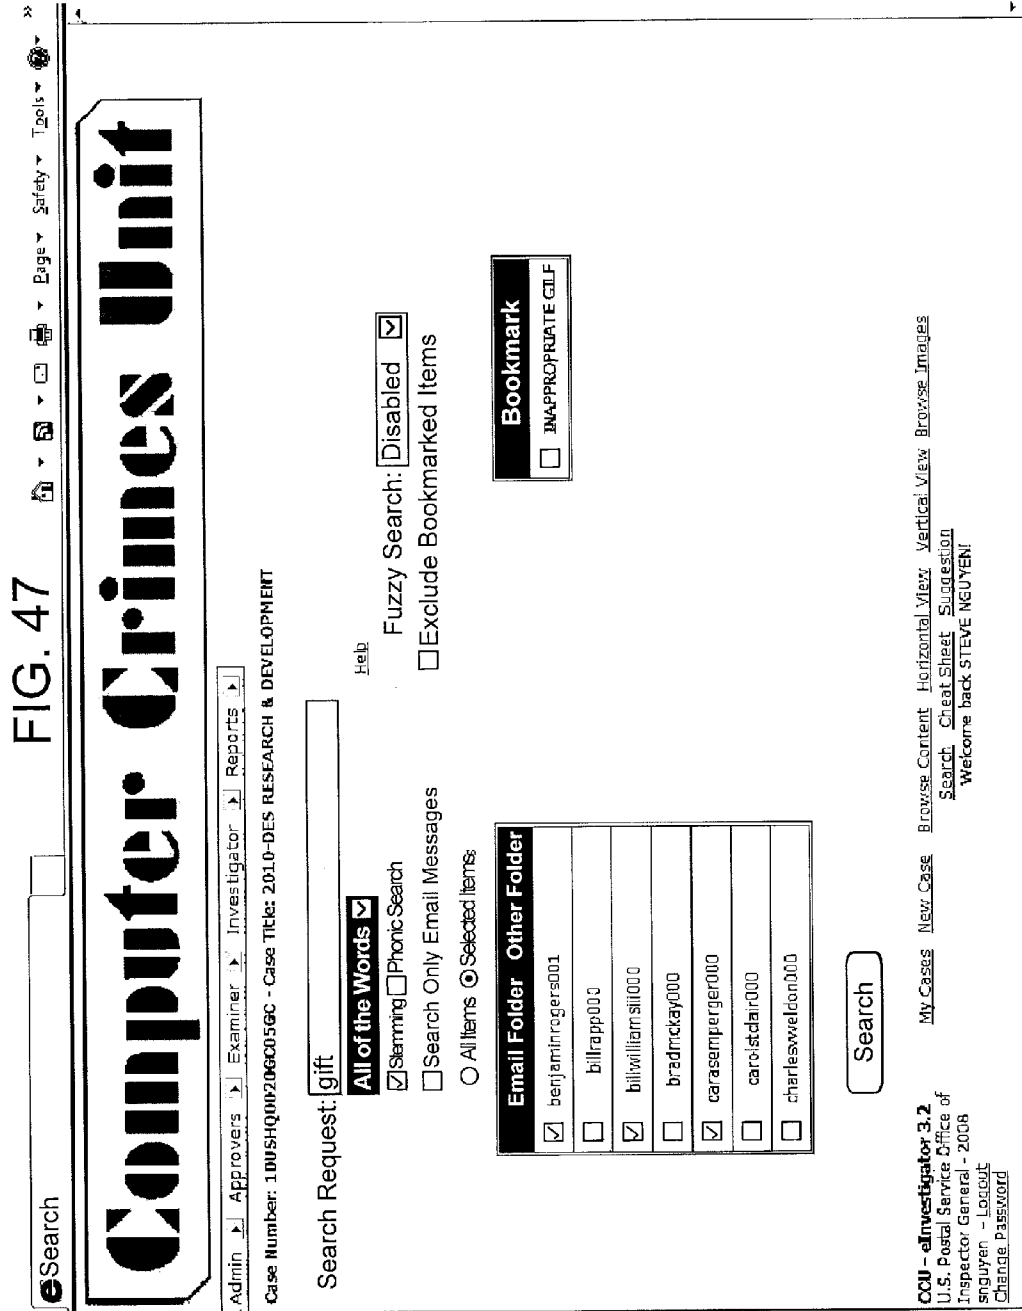 FIG. 47
eSearch
Page Safety Tools »
Computer Crimes Unit
Admin Approvers Examiner Investigator Reports
Case Number: 10USHQ0020GC05GC - Case Title: 2010-DES RESEARCH & DEVELOPMENT
Search Request: gift
All of the Words
Help
Stemming Phonic Search
Fuzzy Search: Disabled
Search Only Email Messages
Exclude Bookmarked Items
All Items Selected Items:
Email Folder Other Folder
benjaminrogers001
billrapp000
billwilliamsiii000
bradmckay000
carasemperger000
carolstclair000
charlesweldon000
Bookmark
INAPPROPRIATE GILF
Search
My Cases New Case Browse Content Horizontal View Vertical View Browse Images
Search Cheat Sheet Suggestion
Welcome back STEVE NGUYEN!
CCU - eInvestigator 3.2
U.S. Postal Service Office of
Inspector General - 2008
snguyen - Logout
Change Password